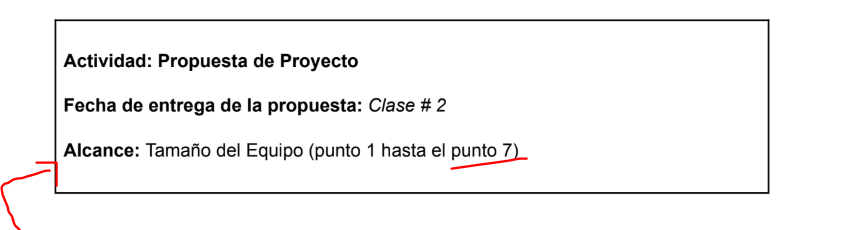 Actividad: Propuesta de Proyecto
Fecha de entrega de la propuesta: Clase # 2
Alcance: Tamaño del Equipo (punto 1 hasta el punto 7)